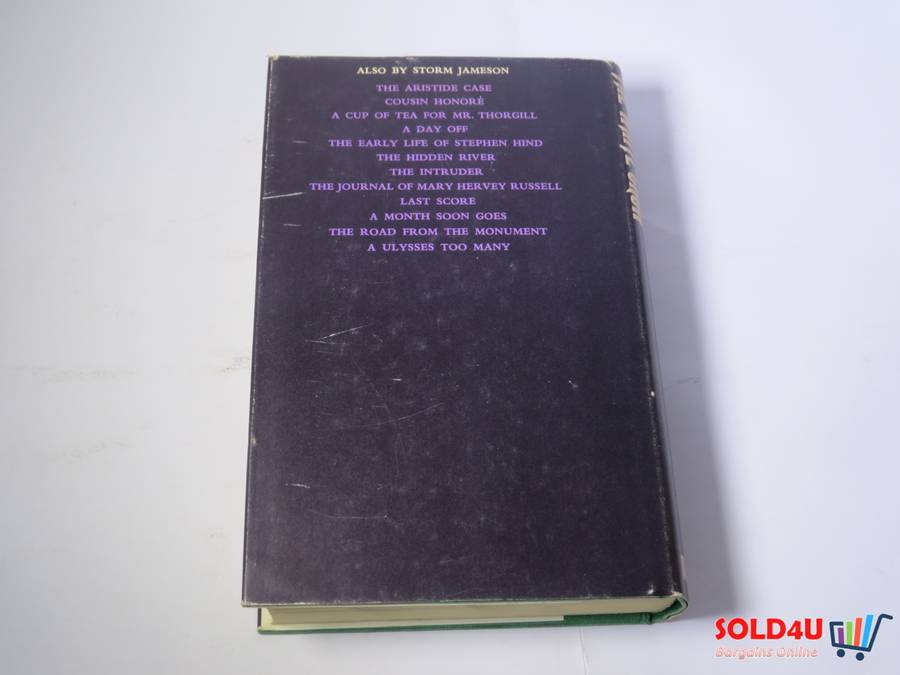 ALSO BY STORM JAMESON
THE ARISTIDE CASE
COUSIN HONORÉ
A CUP OF TEA FOR MR. THORGILL
A DAY OFF
THE EARLY LIFE OF STEPHEN HIND
THE HIDDEN RIVER
THE INTRUDER
THE JOURNAL OF MARY HERVEY RUSSELL
LAST SCORE
A MONTH SOON GOES
THE ROAD FROM THE MONUMENT
A ULYSSES TOO MANY
SOLD4U
Bargains Online